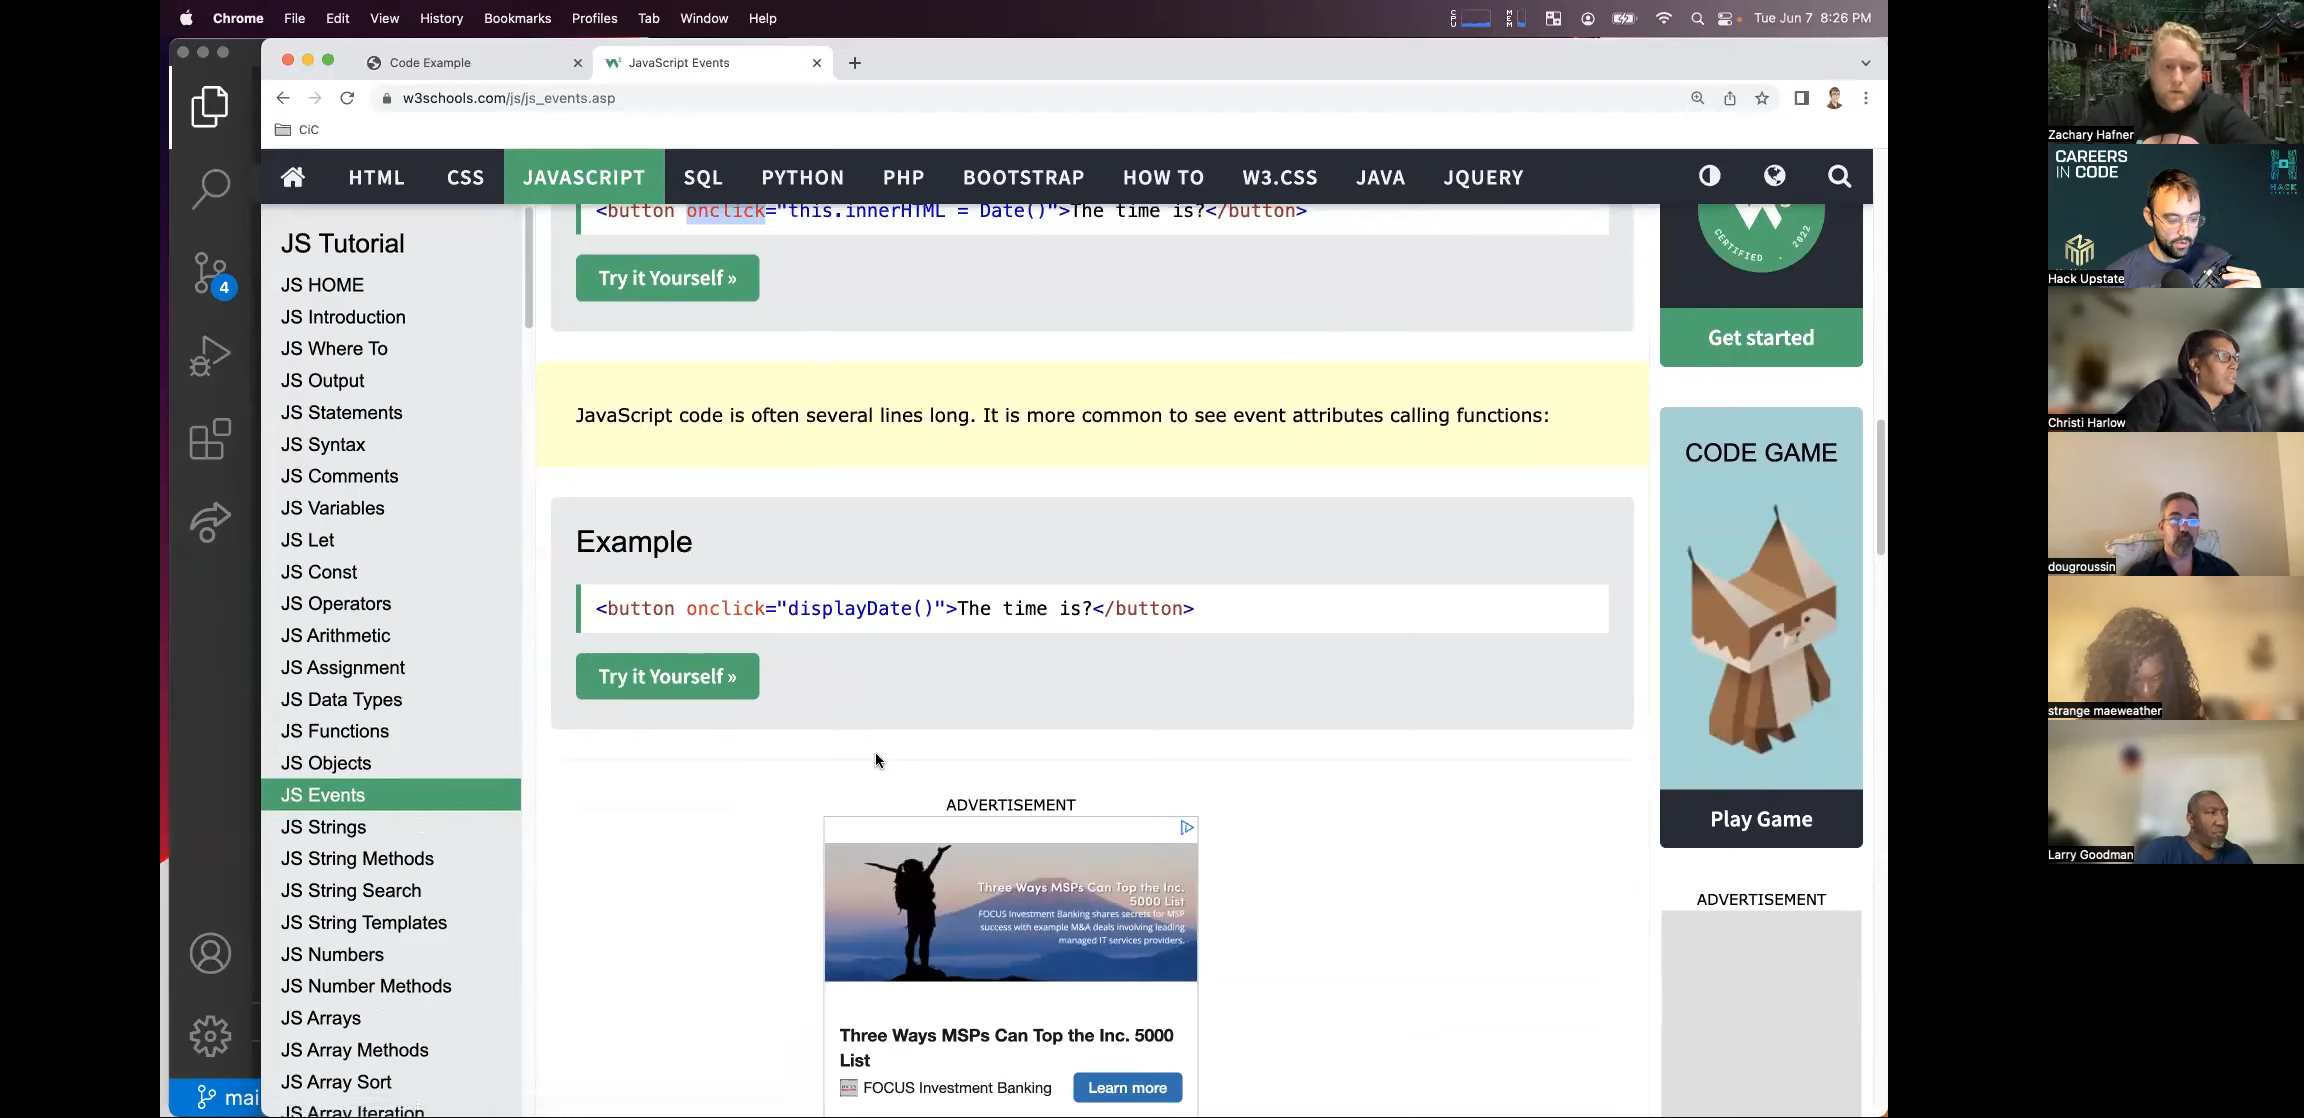 Chrome File Edit View History Bookmarks Profiles Tab Window Help
CPU MEM Tue Jun 7 8:26 PM
Code Example
JavaScript Events
w3schools.com/js/js_events.asp
CiC
HTML CSS JAVASCRIPT SQL PYTHON PHP BOOTSTRAP HOW TO W3.CSS JAVA JQUERY
4
mai
JS Tutorial
JS HOME
JS Introduction
JS Where To
JS Output
JS Statements
JS Syntax
JS Comments
JS Variables
JS Let
JS Const
JS Operators
JS Arithmetic
JS Assignment
JS Data Types
JS Functions
JS Objects
JS Events
JS Strings
JS String Methods
JS String Search
JS String Templates
JS Numbers
JS Number Methods
JS Arrays
JS Array Methods
JS Array Sort
JS Array Iteration
<button onclick="this.innerHTML = Date()">The time is?</button>
Try it Yourself »
JavaScript code is often several lines long. It is more common to see event attributes calling functions:
Example
<button onclick="displayDate()">The time is?</button>
Try it Yourself »
ADVERTISEMENT
Three Ways MSPs Can Top the Inc.
5000 List
FOCUS Investment Banking shares secrets for MSP
success with example M&A deals involving leading
managed IT services providers.
Three Ways MSPs Can Top the Inc. 5000
List
FOCUS Investment Banking
Learn more
CERTIFIED . 2022
Get started
CODE GAME
Play Game
ADVERTISEMENT
Zachary Hafner
CAREERS
IN CODE
HACK
Hack Upstate
Christi Harlow
dougroussin
strange maeweather
Larry Goodman